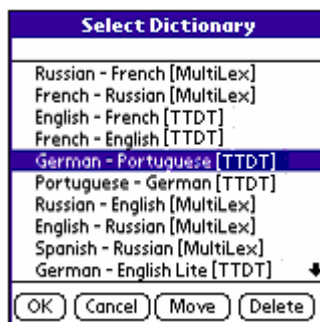 Select Dictionary
Russian - French [MultiLex]
French - Russian [MultiLex]
English - French [TTDT]
French - English [TTDT]
German - Portuguese [TTDT]
Portuguese - German [TTDT]
Russian - English [MultiLex]
English - Russian [MultiLex]
Spanish - Russian [MultiLex]
German - English Lite [TTDT]
OK Cancel Move Delete